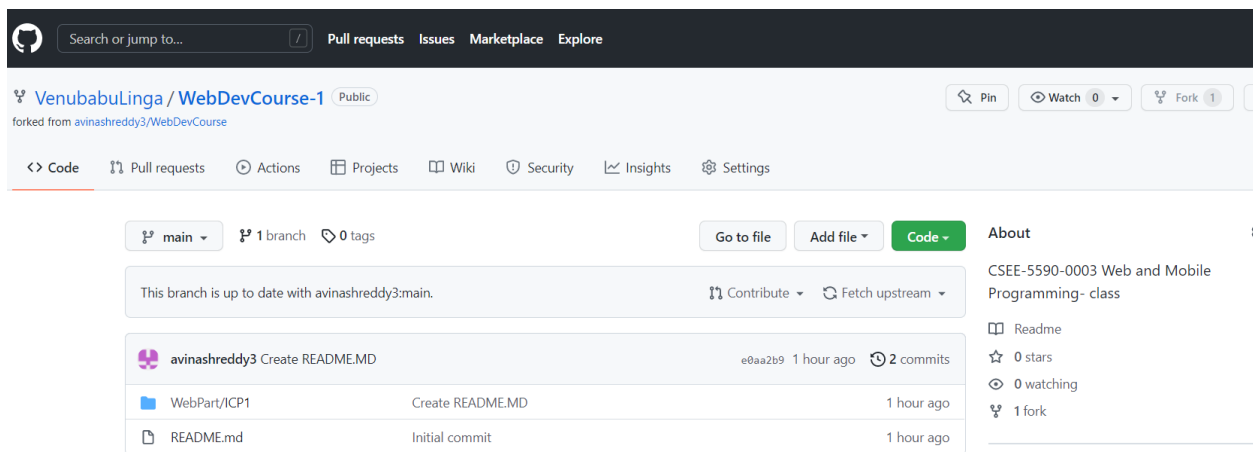 Search or jump to... / Pull requests Issues Marketplace Explore
VenubabuLinga / WebDevCourse-1 Public Pin Watch 0 Fork 1
forked from avinashreddy3/WebDevCourse
<> Code Pull requests Actions Projects Wiki Security Insights Settings
main 1 branch 0 tags Go to file Add file Code
This branch is up to date with avinashreddy3:main. Contribute Fetch upstream
avinashreddy3 Create README.MD e0aa2b9 1 hour ago 2 commits
WebPart/ICP1 Create README.MD 1 hour ago
README.md Initial commit 1 hour ago
About
CSEE-5590-0003 Web and Mobile
Programming- class
Readme
0 stars
0 watching
1 fork